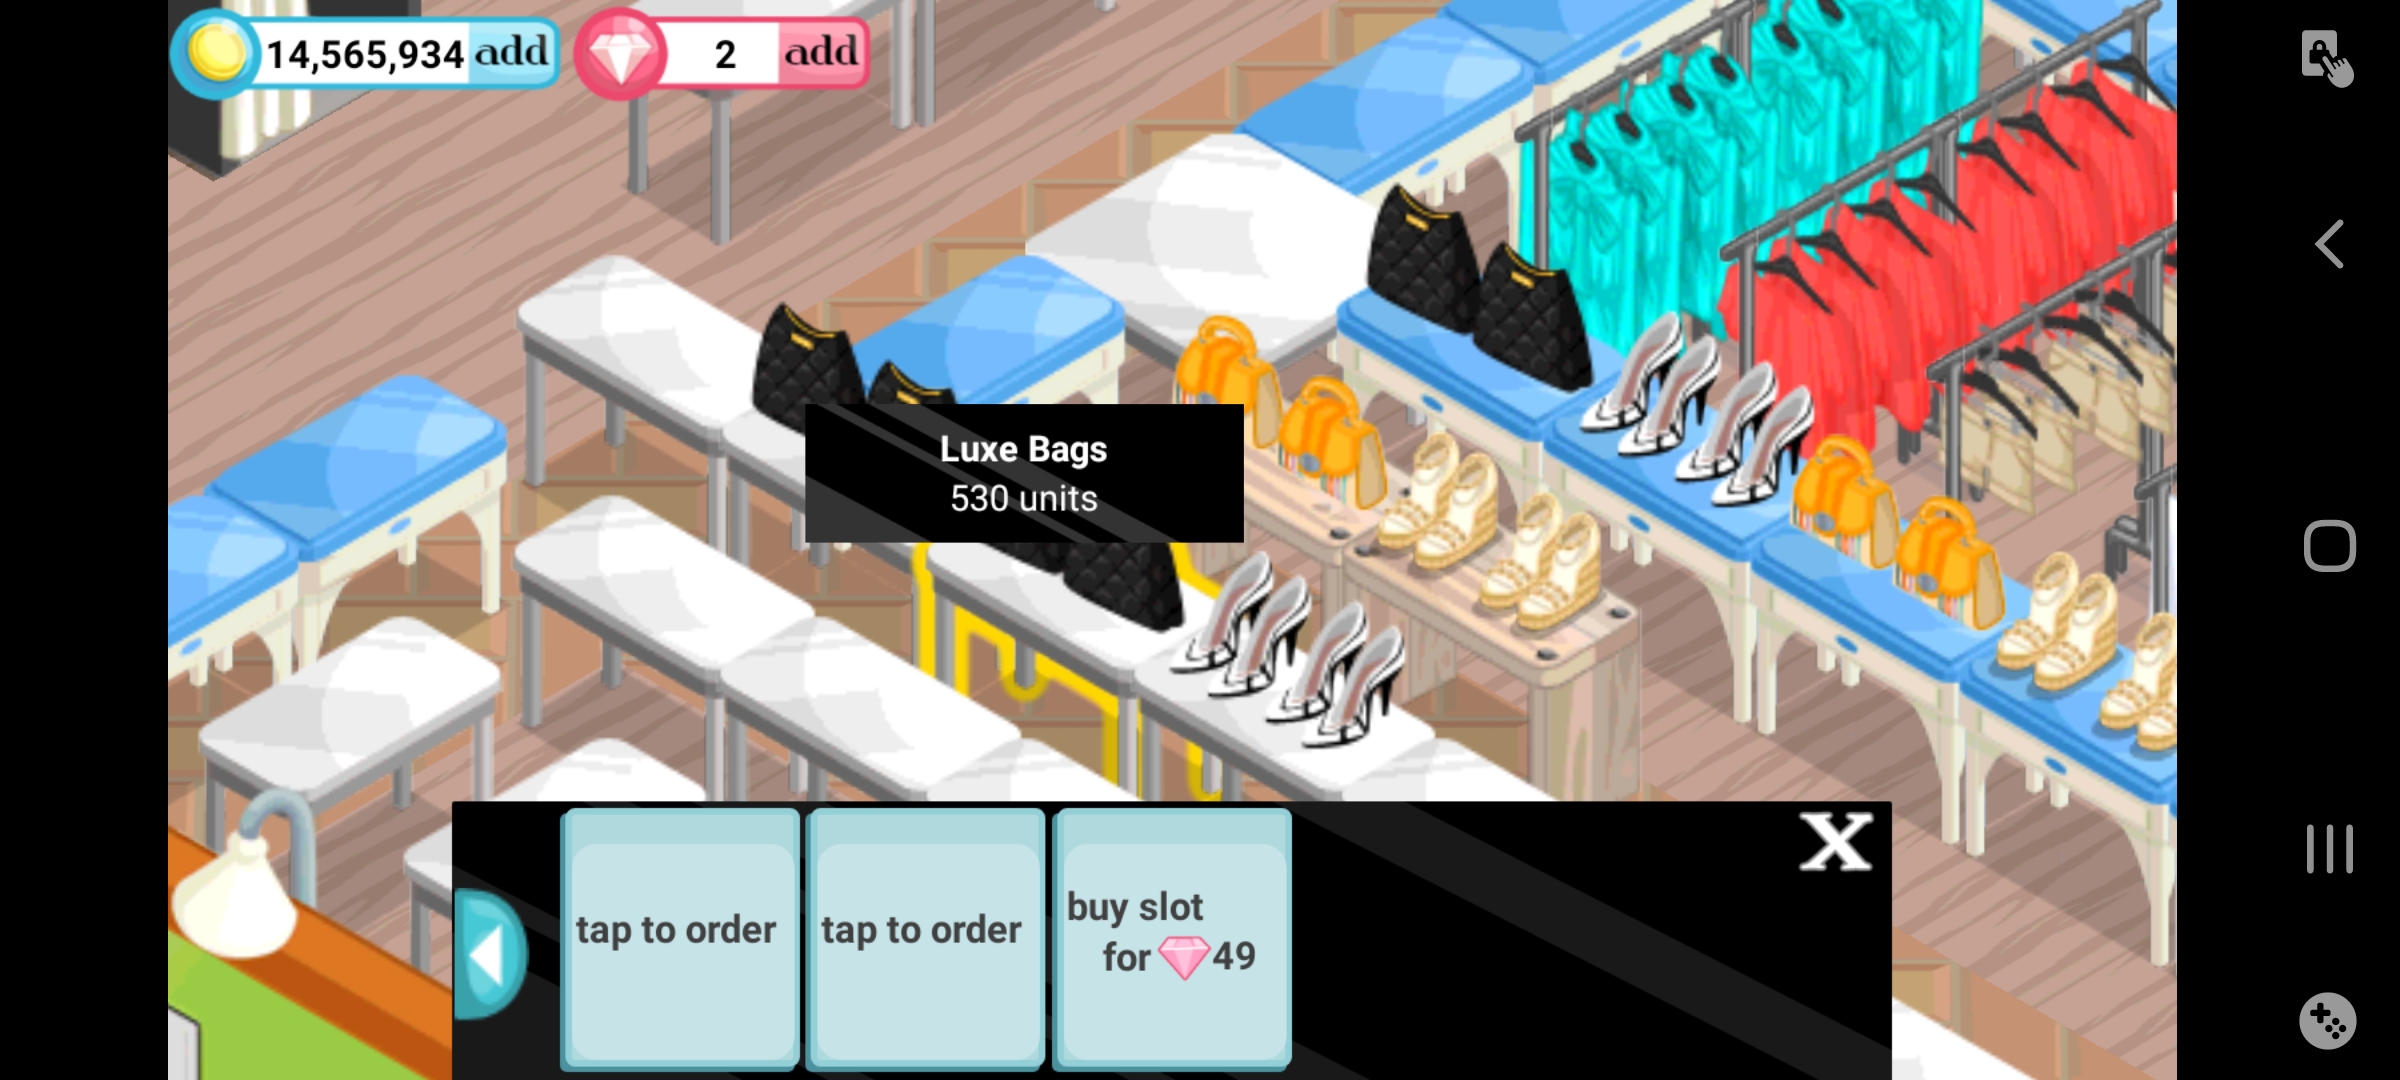 14,565,934 add
2 add
Luxe Bags
530 units
tap to order
tap to order
buy slot
for 49
X